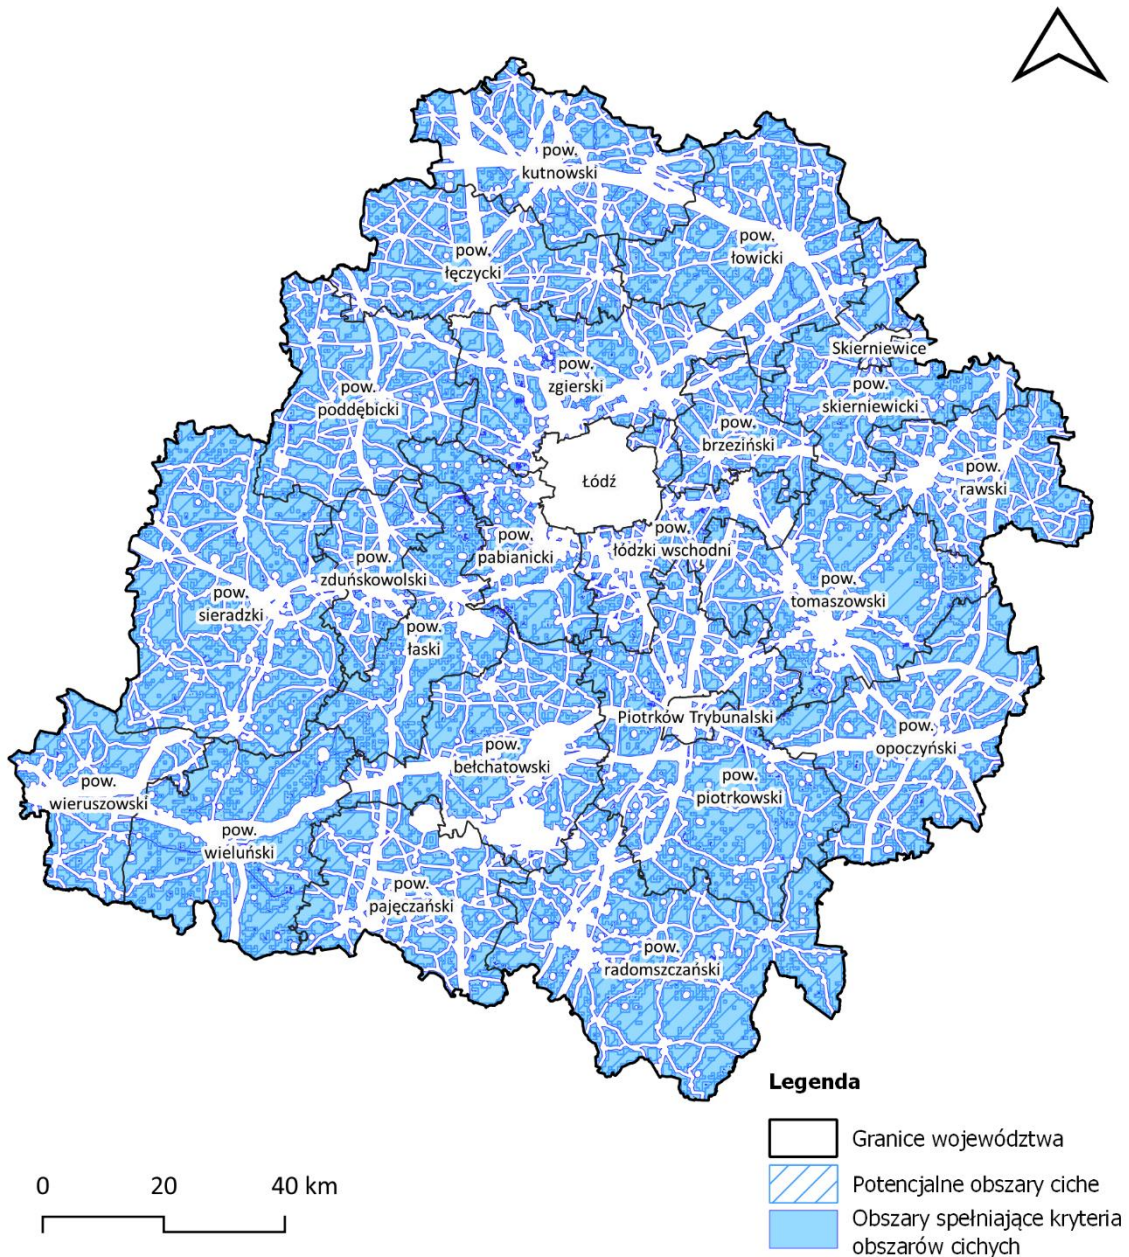 pow.
kutnowski
pow.
łowicki
pow.
łęczycki
Skierniewice
pow.
zgierski
pow.
skierniewicki
pow.
poddębicki
pow.
brzeziński
pow.
rawski
Łódź
pow.
pabianicki
pow.
łódzki wschodni
pow.
zduńskowolski
pow.
tomaszowski
pow.
sieradzki
pow.
łaski
Piotrków Trybunalski
pow.
opoczyński
pow.
bełchatowski
pow.
piotrkowski
pow.
wieruszowski
pow.
wieluński
pow.
pajęczański
pow.
radomszczański
Legenda
Granice województwa
Potencjalne obszary ciche
Obszary spełniające kryteria
obszarów cichych
0 20 40 km